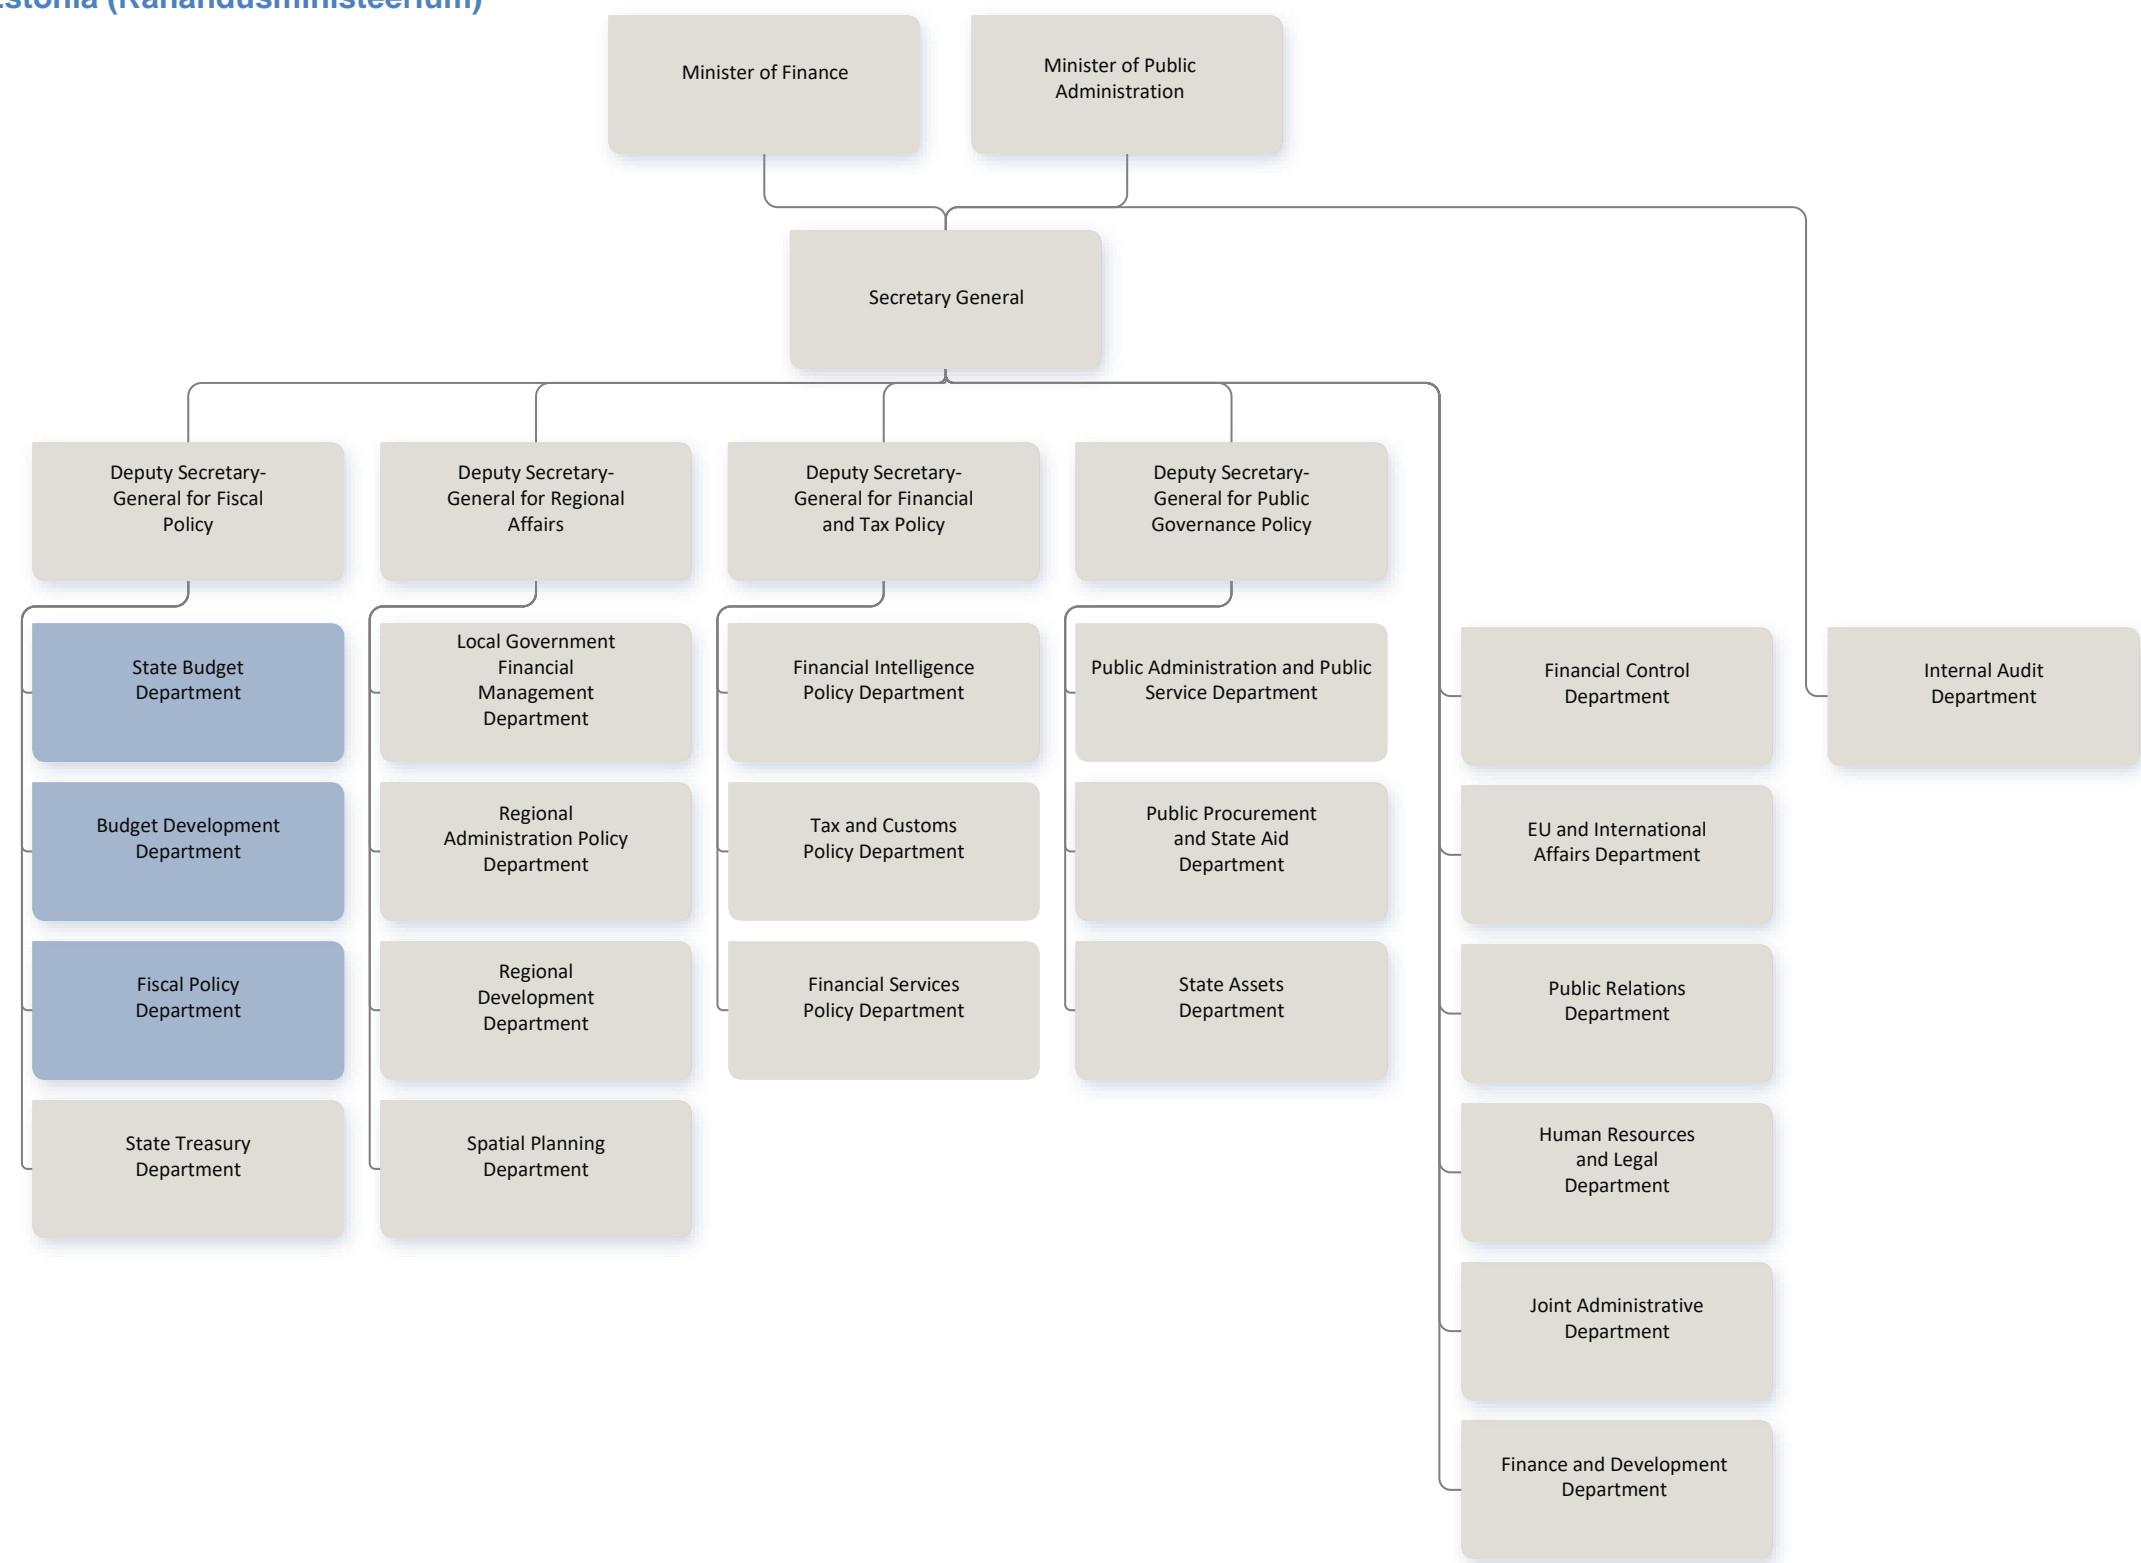 Estonia (Rahandusministeerium)
Minister of Finance
Minister of Public
Administration
Secretary General
Deputy Secretary-
General for Fiscal
Policy
Deputy Secretary-
General for Regional
Affairs
Deputy Secretary-
General for Financial
and Tax Policy
Deputy Secretary-
General for Public
Governance Policy
State Budget
Department
Budget Development
Department
Fiscal Policy
Department
State Treasury
Department
Local Government
Financial
Management
Department
Regional
Administration Policy
Department
Regional
Development
Department
Spatial Planning
Department
Financial Intelligence
Policy Department
Tax and Customs
Policy Department
Financial Services
Policy Department
Public Administration and Public
Service Department
Public Procurement
and State Aid
Department
State Assets
Department
Financial Control
Department
EU and International
Affairs Department
Public Relations
Department
Human Resources
and Legal
Department
Joint Administrative
Department
Finance and Development
Department
Internal Audit
Department